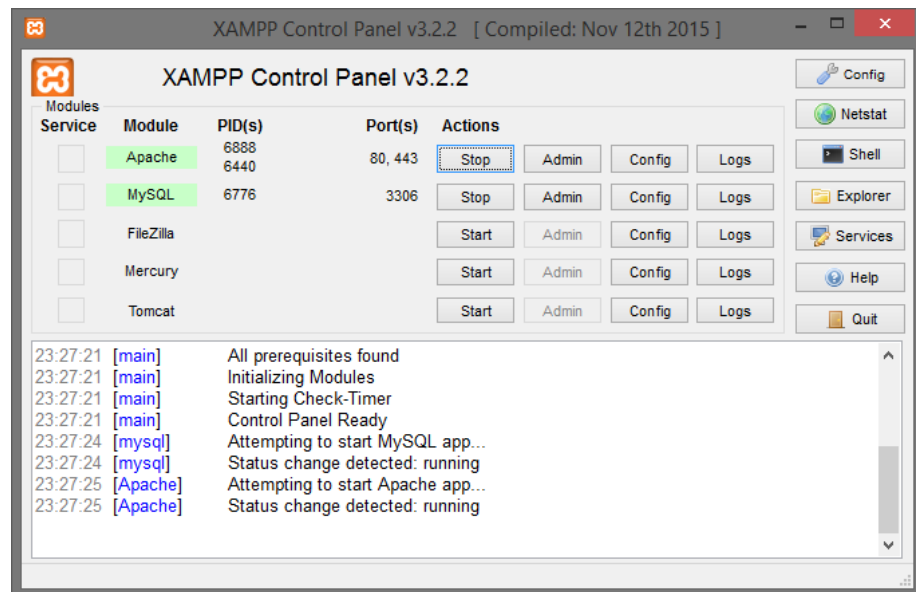 XAMPP Control Panel v3.2.2 [ Compiled: Nov 12th 2015 ]
XAMPP Control Panel v3.2.2
Config
Modules
Service Module PID(s) Port(s) Actions
Netstat
Apache 6888 6440 80, 443 Stop Admin Config Logs
Shell
MySQL 6776 3306 Stop Admin Config Logs
Explorer
FileZilla Start Admin Config Logs
Services
Mercury Start Admin Config Logs
Help
Tomcat Start Admin Config Logs
Quit
23:27:21 [main] All prerequisites found
23:27:21 [main] Initializing Modules
23:27:21 [main] Starting Check-Timer
23:27:21 [main] Control Panel Ready
23:27:24 [mysql] Attempting to start MySQL app...
23:27:24 [mysql] Status change detected: running
23:27:25 [Apache] Attempting to start Apache app...
23:27:25 [Apache] Status change detected: running